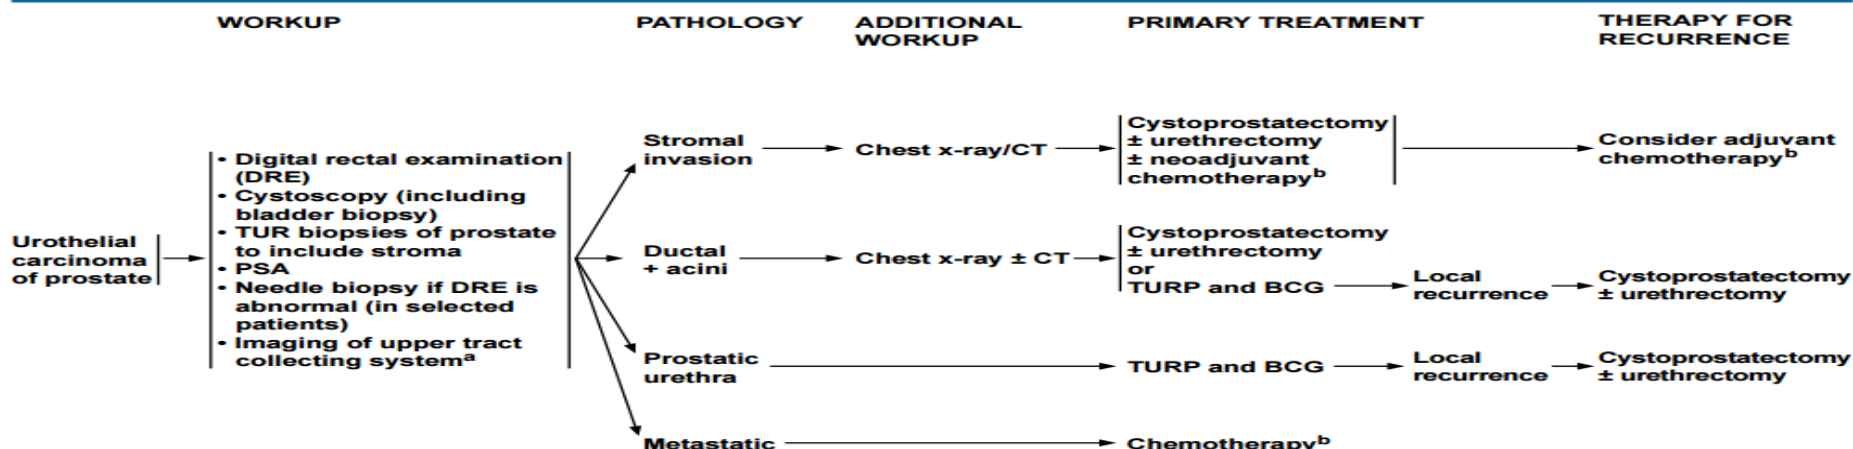 WORKUP
PATHOLOGY
ADDITIONAL
WORKUP
PRIMARY TREATMENT
THERAPY FOR
RECURRENCE
Urothelial
carcinoma
of prostate
• Digital rectal examination
(DRE)
• Cystoscopy (including
bladder biopsy)
• TUR biopsies of prostate
to include stroma
• PSA
• Needle biopsy if DRE is
abnormal (in selected
patients)
• Imaging of upper tract
collecting systemᵃ
Stromal
invasion
Chest x-ray/CT
Cystoprostatectomy
± urethrectomy
± neoadjuvant
chemotherapyᵇ
Consider adjuvant
chemotherapyᵇ
Ductal
+ acini
Chest x-ray ± CT
Cystoprostatectomy
± urethrectomy
or
TURP and BCG
Local
recurrence
Cystoprostatectomy
± urethrectomy
Prostatic
urethra
TURP and BCG
Local
recurrence
Cystoprostatectomy
± urethrectomy
Metastatic
Chemotherapyᵇ